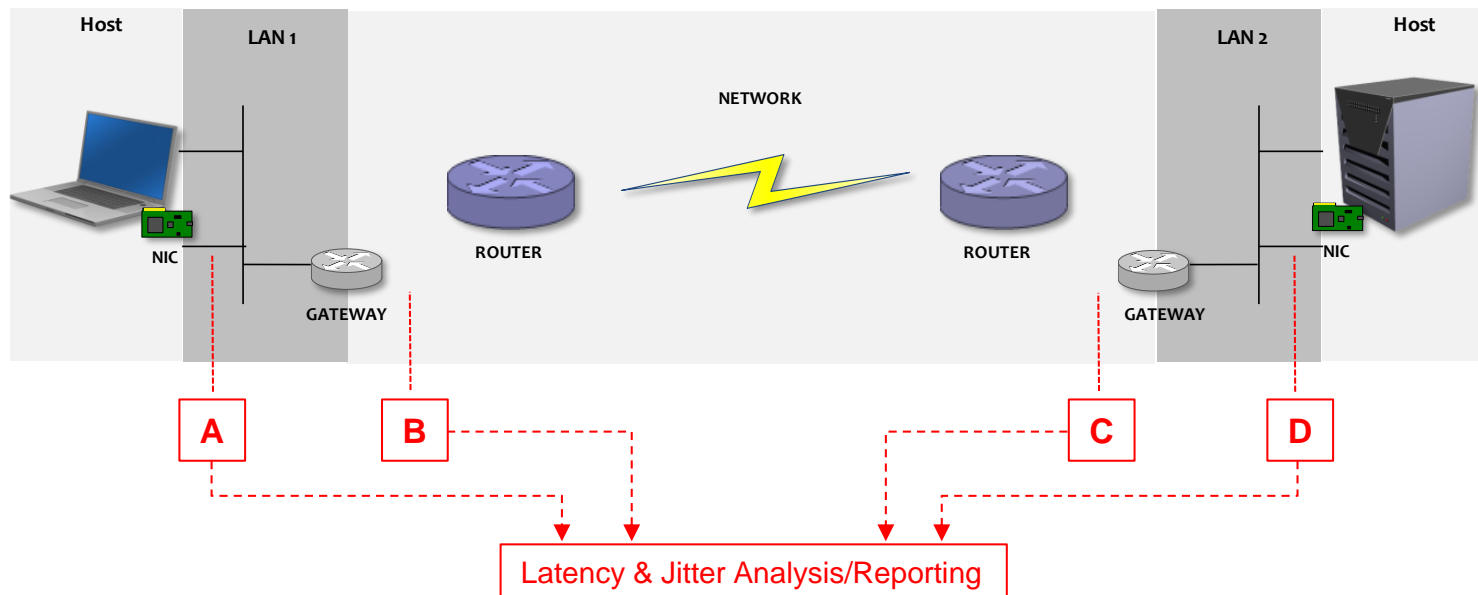 Host
LAN 1
LAN 2
Host
NETWORK
NIC
ROUTER
ROUTER
NIC
GATEWAY
GATEWAY
A
B
C
D
Latency & Jitter Analysis/Reporting